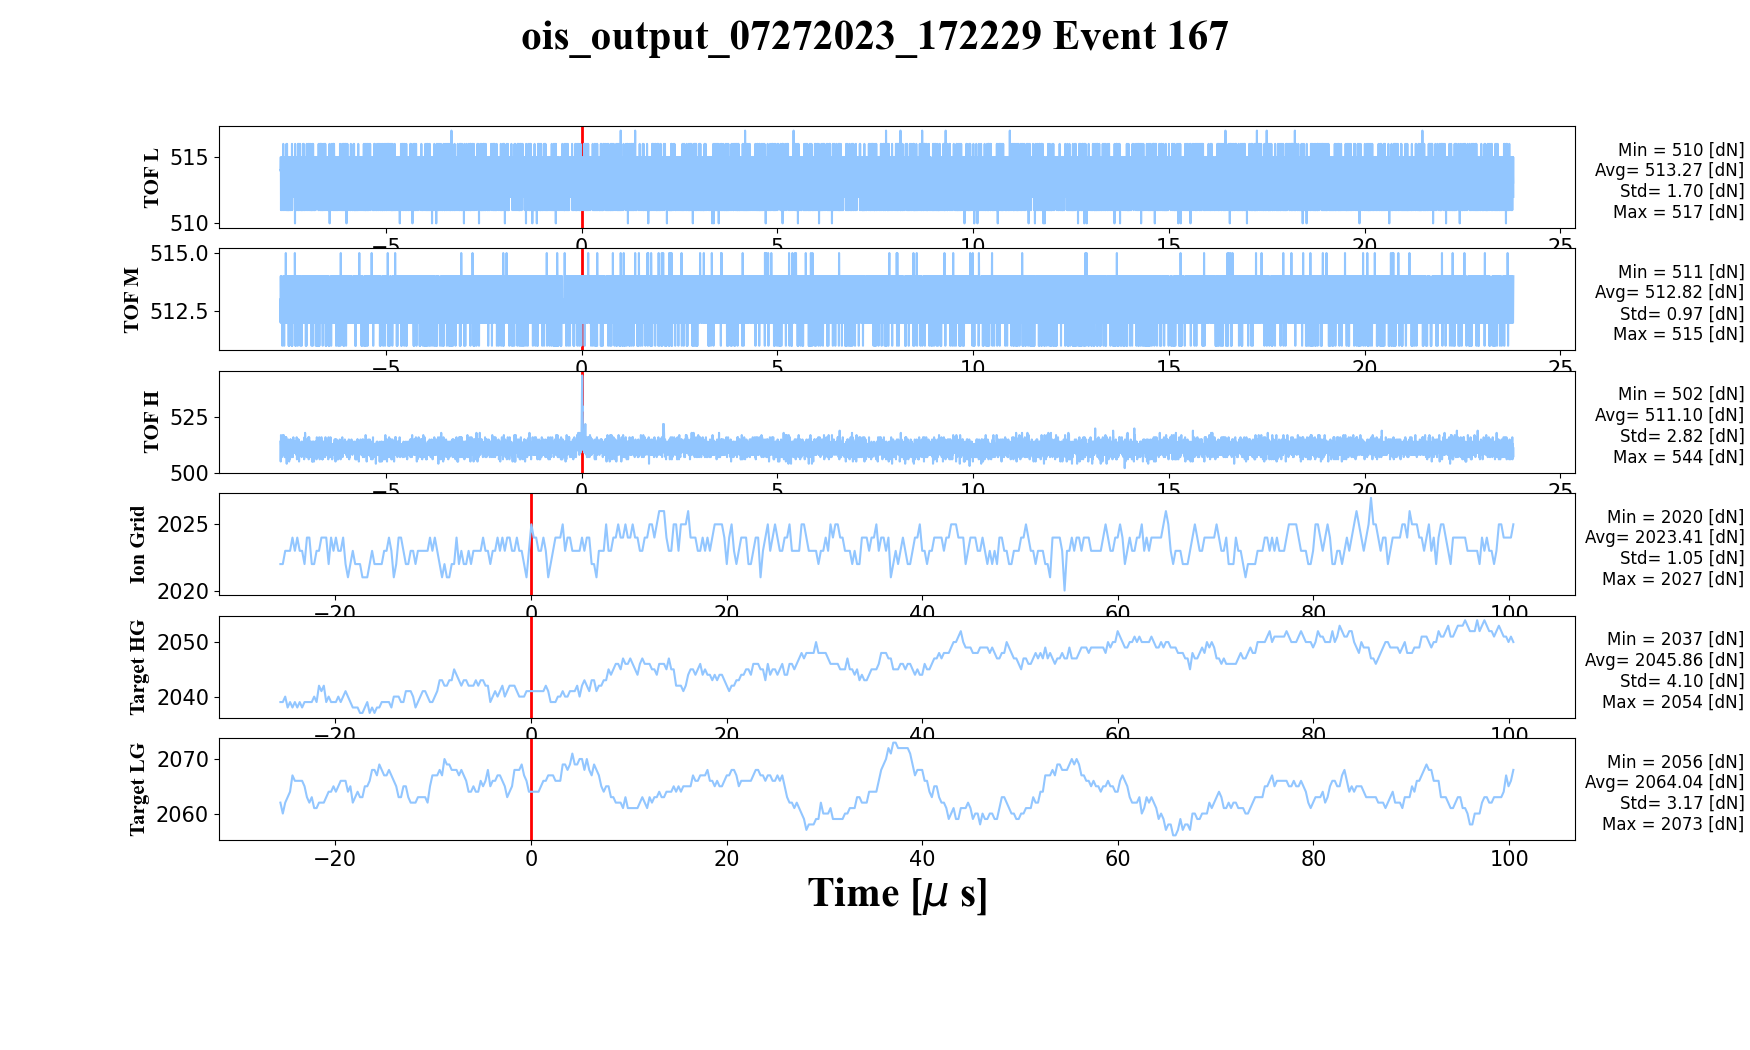 ois_output_07272023_172229 Event 167
TOF L
515
510
−5 0 5 10 15 20 25
Min = 510 [dN]
Avg= 513.27 [dN]
Std= 1.70 [dN]
Max = 517 [dN]
TOF M
515.0
512.5
−5 0 5 10 15 20 25
Min = 511 [dN]
Avg= 512.82 [dN]
Std= 0.97 [dN]
Max = 515 [dN]
TOF H
525
500
−5 0 5 10 15 20 25
Min = 502 [dN]
Avg= 511.10 [dN]
Std= 2.82 [dN]
Max = 544 [dN]
Ion Grid
2025
2020
−20 0 20 40 60 80 100
Min = 2020 [dN]
Avg= 2023.41 [dN]
Std= 1.05 [dN]
Max = 2027 [dN]
Target HG
2050
2040
−20 0 20 40 60 80 100
Min = 2037 [dN]
Avg= 2045.86 [dN]
Std= 4.10 [dN]
Max = 2054 [dN]
Target LG
2070
2060
−20 0 20 40 60 80 100
Min = 2056 [dN]
Avg= 2064.04 [dN]
Std= 3.17 [dN]
Max = 2073 [dN]
Time [μ s]